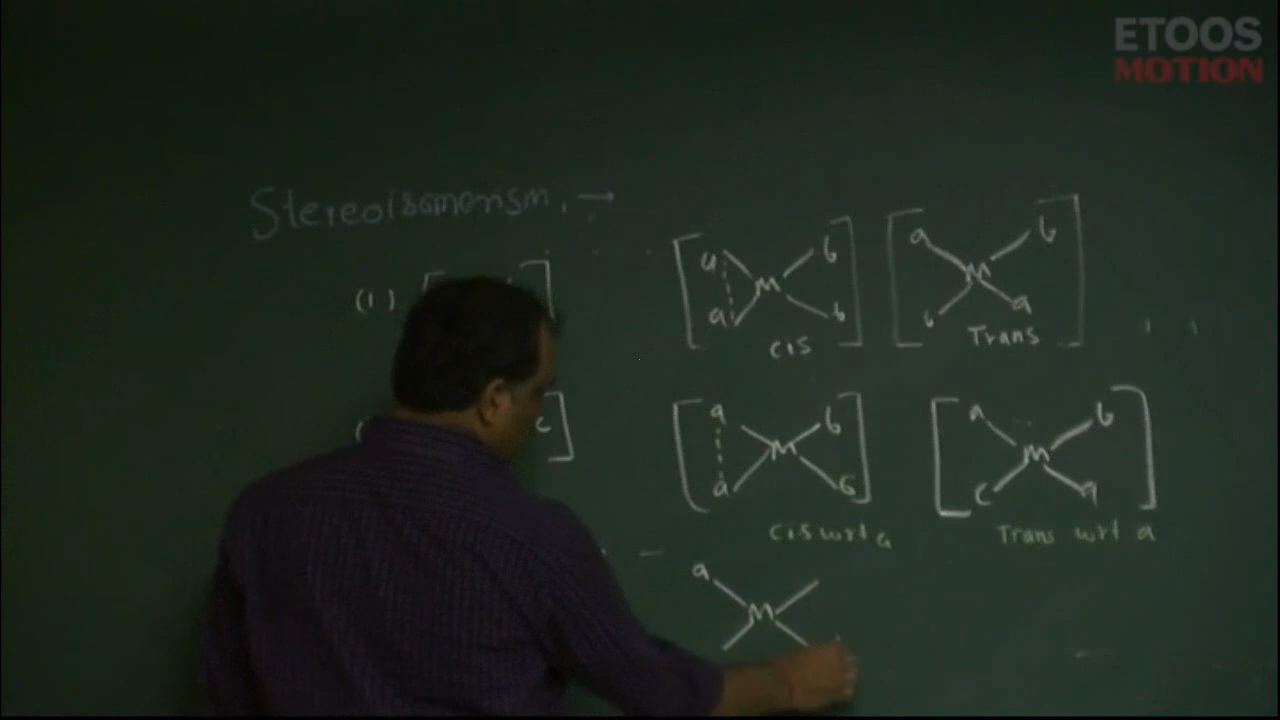 ETOOS
MOTION
Stereoisomerism. →
(1)
a b
M
a b
cis
a b
M
b a
Trans
c
a b
M
a c
cis wrt a
a b
M
c a
Trans wrt a
a
M